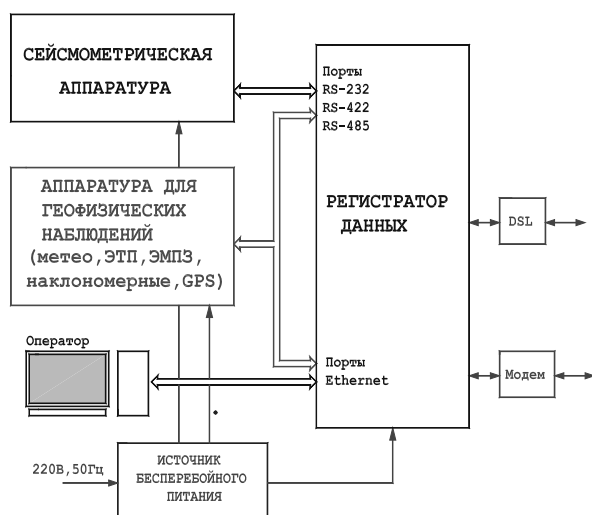 СЕЙСМОМЕТРИЧЕСКАЯ
АППАРАТУРА
Порты
RS-232
RS-422
RS-485
АППАРАТУРА ДЛЯ
ГЕОФИЗИЧЕСКИХ
НАБЛЮДЕНИЙ
(метео,ЭТП,ЭМПЗ,
наклономерные,GPS)
РЕГИСТРАТОР
ДАННЫХ
DSL
Оператор
Порты
Ethernet
Модем
220В,50Гц
ИСТОЧНИК
БЕСПЕРЕБОЙНОГО
ПИТАНИЯ